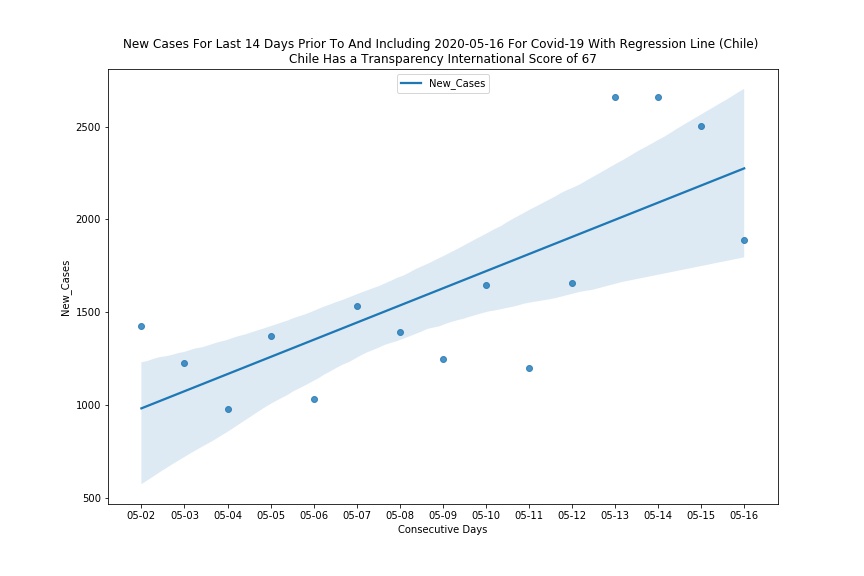 New Cases For Last 14 Days Prior To And Including 2020-05-16 For Covid-19 With Regression Line (Chile)
Chile Has a Transparency International Score of 67
New_Cases
2500
2000
1500
1000
500
New_Cases
05-02 05-03 05-04 05-05 05-06 05-07 05-08 05-09 05-10 05-11 05-12 05-13 05-14 05-15 05-16
Consecutive Days